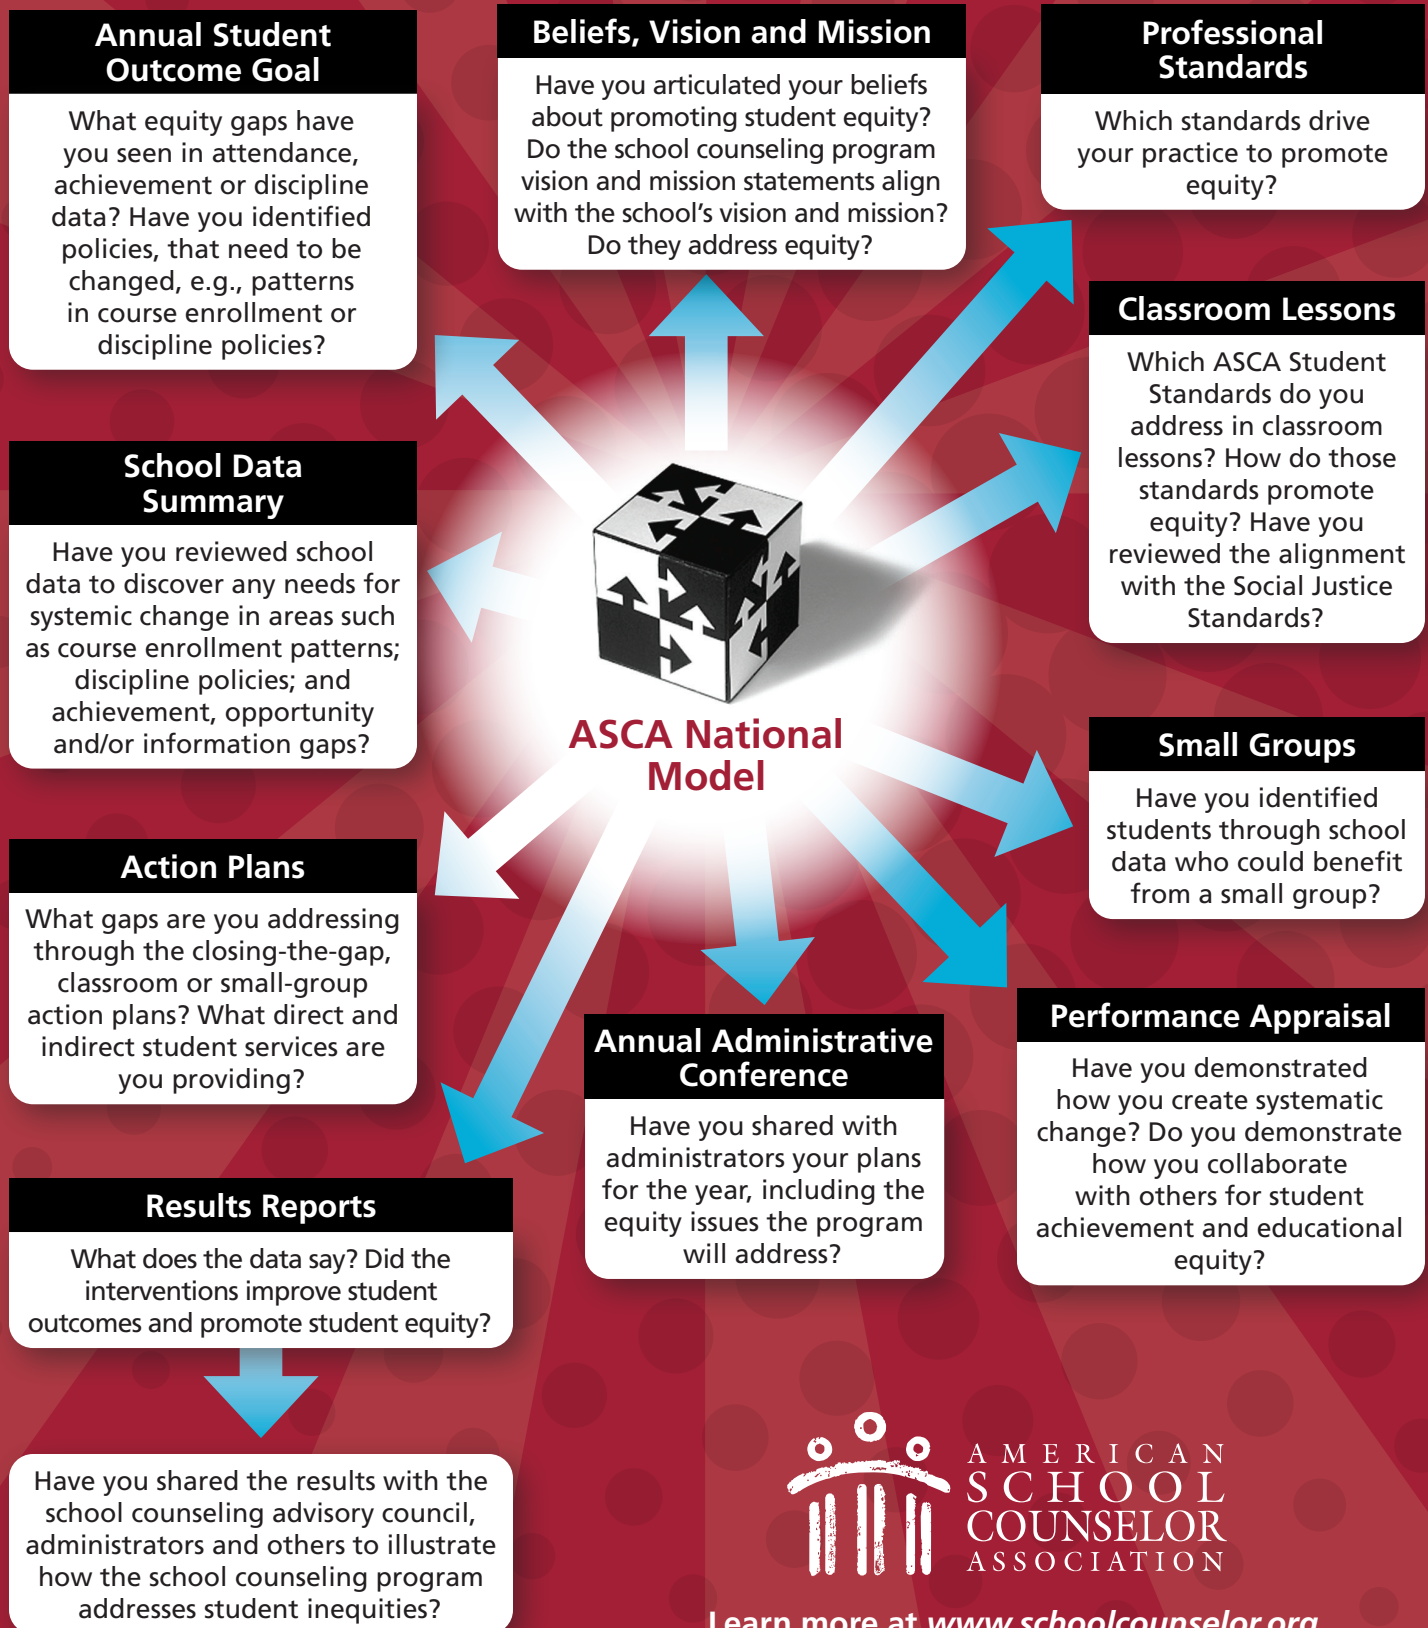 Annual Student
Outcome Goal
What equity gaps have
you seen in attendance,
achievement or discipline
data? Have you identified
policies, that need to be
changed, e.g., patterns
in course enrollment or
discipline policies?
Beliefs, Vision and Mission
Have you articulated your beliefs
about promoting student equity?
Do the school counseling program
vision and mission statements align
with the school’s vision and mission?
Do they address equity?
Professional
Standards
Which standards drive
your practice to promote
equity?
Classroom Lessons
Which ASCA Student
Standards do you
address in classroom
lessons? How do those
standards promote
equity? Have you
reviewed the alignment
with the Social Justice
Standards?
School Data
Summary
Have you reviewed school
data to discover any needs for
systemic change in areas such
as course enrollment patterns;
discipline policies; and
achievement, opportunity
and/or information gaps?
ASCA National
Model
Small Groups
Have you identified
students through school
data who could benefit
from a small group?
Action Plans
What gaps are you addressing
through the closing-the-gap,
classroom or small-group
action plans? What direct and
indirect student services are
you providing?
Annual Administrative
Conference
Have you shared with
administrators your plans
for the year, including the
equity issues the program
will address?
Performance Appraisal
Have you demonstrated
how you create systematic
change? Do you demonstrate
how you collaborate
with others for student
achievement and educational
equity?
Results Reports
What does the data say? Did the
interventions improve student
outcomes and promote student equity?
Have you shared the results with the
school counseling advisory council,
administrators and others to illustrate
how the school counseling program
addresses student inequities?
AMERICAN
SCHOOL
COUNSELOR
ASSOCIATION
Learn more at www.schoolcounselor.org